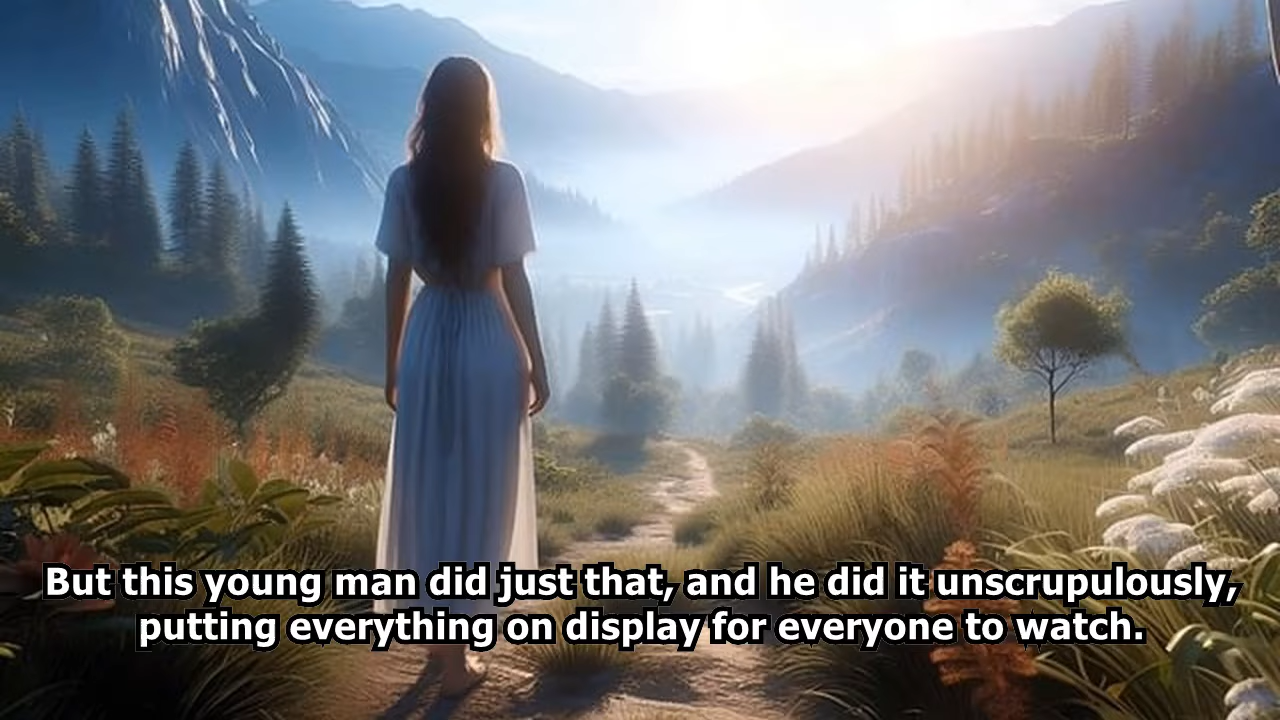 But this young man did just that, and he did it unscrupulously,
putting everything on display for everyone to watch.